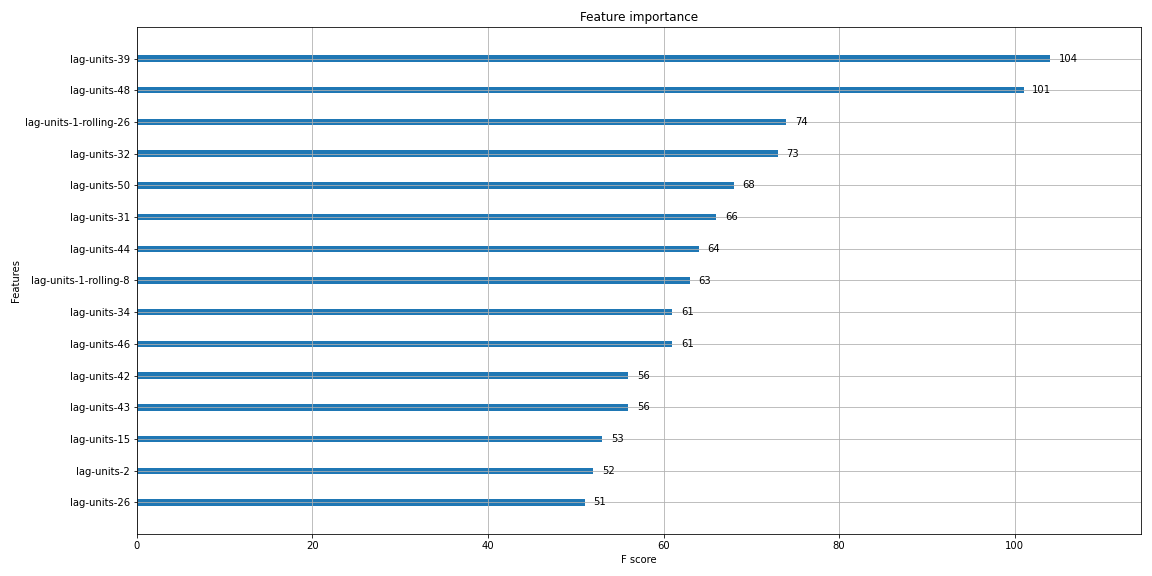 Feature importance
lag-units-39 104
lag-units-48 101
lag-units-1-rolling-26 74
lag-units-32 73
lag-units-50 68
lag-units-31 66
lag-units-44 64
lag-units-1-rolling-8 63
lag-units-34 61
lag-units-46 61
lag-units-42 56
lag-units-43 56
lag-units-15 53
lag-units-2 52
lag-units-26 51
Features
0 20 40 60 80 100
F score